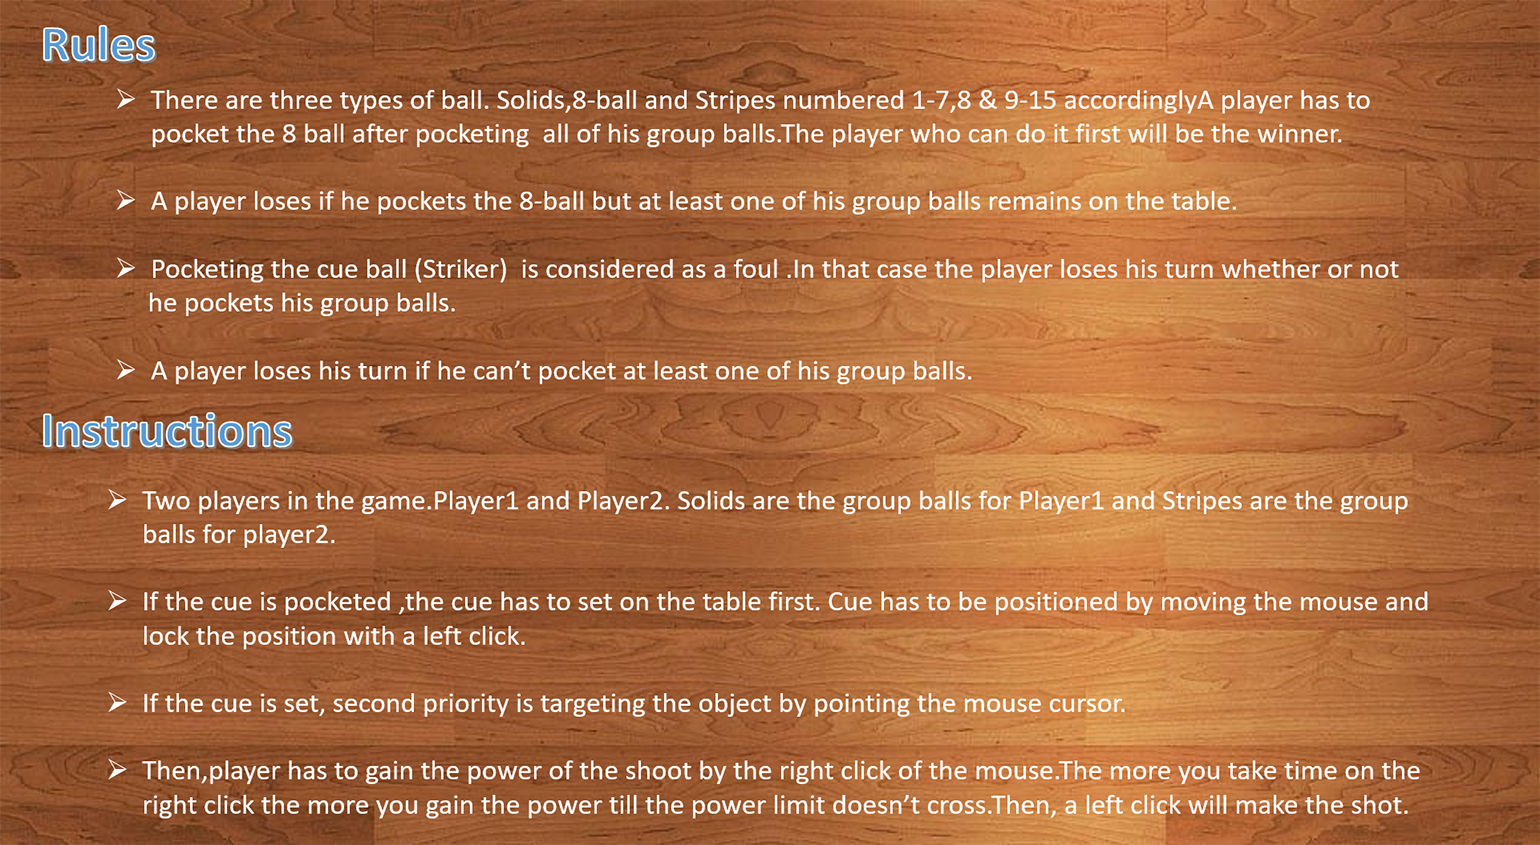 Rules
➢ There are three types of ball. Solids,8-ball and Stripes numbered 1-7,8 & 9-15 accordinglyA player has to
pocket the 8 ball after pocketing  all of his group balls.The player who can do it first will be the winner.
➢ A player loses if he pockets the 8-ball but at least one of his group balls remains on the table.
➢ Pocketing the cue ball (Striker)  is considered as a foul .In that case the player loses his turn whether or not
he pockets his group balls.
➢ A player loses his turn if he can’t pocket at least one of his group balls.
Instructions
➢ Two players in the game.Player1 and Player2. Solids are the group balls for Player1 and Stripes are the group
balls for player2.
➢ If the cue is pocketed ,the cue has to set on the table first. Cue has to be positioned by moving the mouse and
lock the position with a left click.
➢ If the cue is set, second priority is targeting the object by pointing the mouse cursor.
➢ Then,player has to gain the power of the shoot by the right click of the mouse.The more you take time on the
right click the more you gain the power till the power limit doesn’t cross.Then, a left click will make the shot.